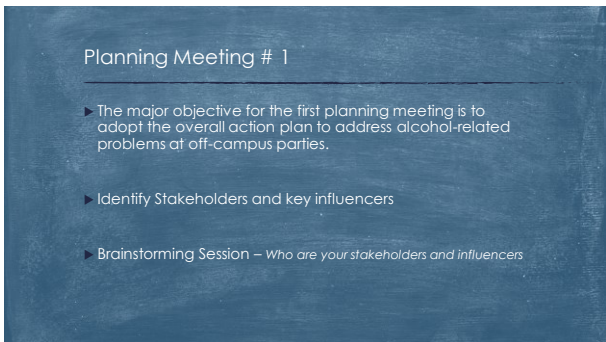 Planning Meeting # 1
The major objective for the first planning meeting is to
adopt the overall action plan to address alcohol-related
problems at off-campus parties.
Identify Stakeholders and key influencers
Brainstorming Session – Who are your stakeholders and influencers